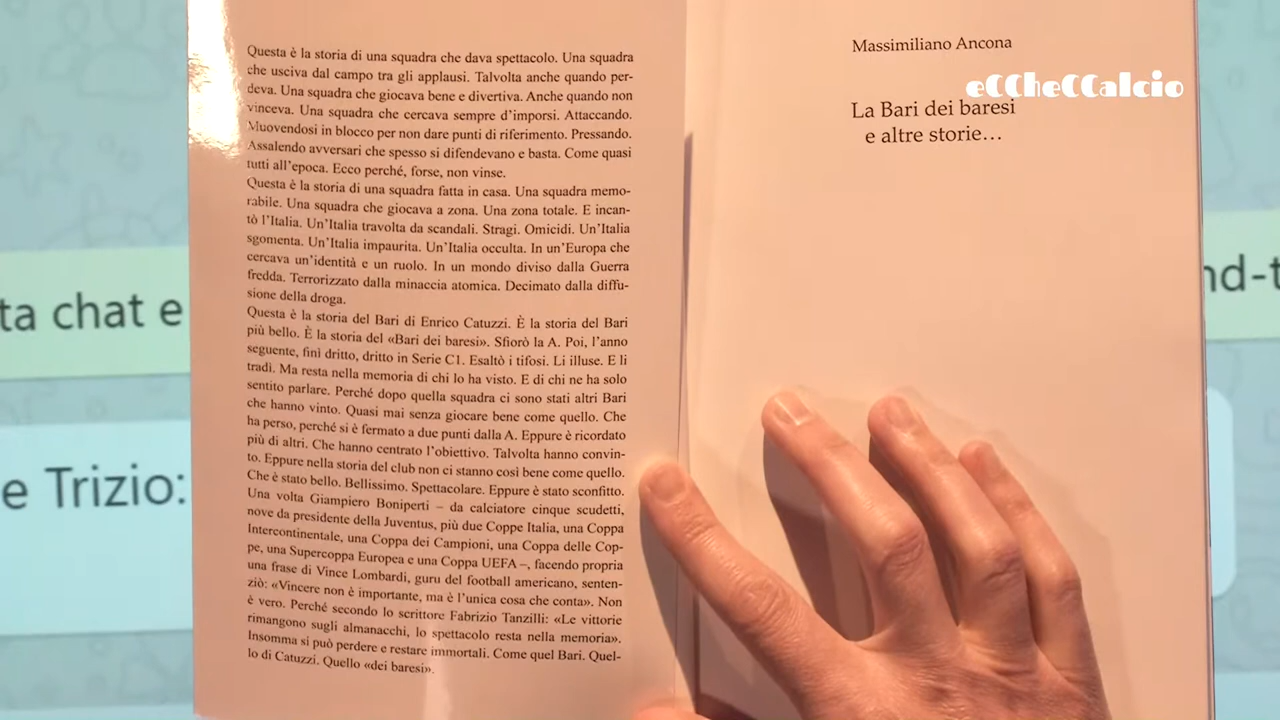 Questa è la storia di una squadra che dava spettacolo. Una squadra
che usciva dal campo tra gli applausi. Talvolta anche quando per-
deva. Una squadra che giocava bene e divertiva. Anche quando non
vinceva. Una squadra che cercava sempre d'imporsi. Attaccando.
Muovendosi in blocco per non dare punti di riferimento. Pressando.
Assalendo avversari che spesso si difendevano e basta. Come quasi
tutti all'epoca. Ecco perché, forse, non vinse.
Questa è la storia di una squadra fatta in casa. Una squadra memo-
rabile. Una squadra che giocava a zona. Una zona totale. E incan-
tò l'Italia. Un'Italia travolta da scandali. Stragi. Omicidi. Un'Italia
sgomenta. Un'Italia impaurita. Un'Italia occulta. In un'Europa che
cercava un'identità e un ruolo. In un mondo diviso dalla Guerra
fredda. Terrorizzato dalla minaccia atomica. Decimato dalla diffu-
sione della droga.
Questa è la storia del Bari di Enrico Catuzzi. È la storia del Bari
più bello. È la storia del «Bari dei baresi». Sfiorò la A. Poi, l'anno
seguente, finì dritto, dritto in Serie C1. Esaltò i tifosi. Li illuse. E li
tradì. Ma resta nella memoria di chi lo ha visto. E di chi ne ha solo
sentito parlare. Perché dopo quella squadra ci sono stati altri Bari
che hanno vinto. Quasi mai senza giocare bene come quello. Che
ha perso, perché si è fermato a due punti dalla A. Eppure è ricordato
più di altri. Che hanno centrato l'obiettivo. Talvolta hanno convin-
to. Eppure nella storia del club non ci stanno così bene come quello.
Che è stato bello. Bellissimo. Spettacolare. Eppure è stato sconfitto.
Una volta Giampiero Boniperti – da calciatore cinque scudetti,
nove da presidente della Juventus, più due Coppe Italia, una Coppa
Intercontinentale, una Coppa dei Campioni, una Coppa delle Cop-
pe, una Supercoppa Europea e una Coppa UEFA –, facendo propria
una frase di Vince Lombardi, guru del football americano, senten-
ziò: «Vincere non è importante, ma è l'unica cosa che conta». Non
è vero. Perché secondo lo scrittore Fabrizio Tanzilli: «Le vittorie
rimangono sugli almanacchi, lo spettacolo resta nella memoria».
Insomma si può perdere e restare immortali. Come quel Bari. Quel-
lo di Catuzzi. Quello «dei baresi».
Massimiliano Ancona
eCCheCCalcio
La Bari dei baresi
e altre storie…
ta chat e
nd-t
e Trizio: